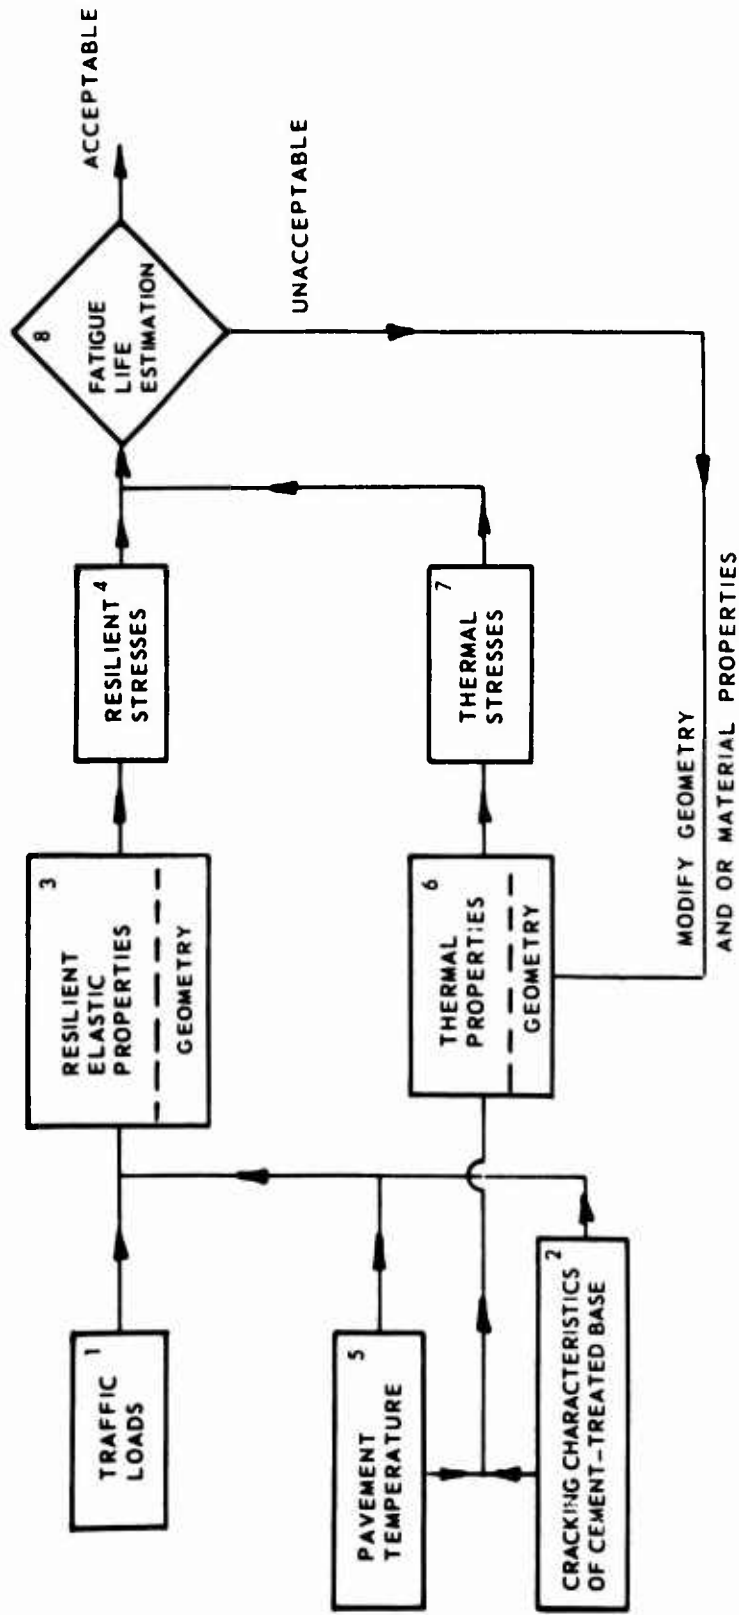 1
TRAFFIC
LOADS
3
RESILIENT
ELASTIC
PROPERTIES
GEOMETRY
RESILIENT 4
STRESSES
8
FATIGUE
LIFE
ESTIMATION
ACCEPTABLE
UNACCEPTABLE
5
PAVEMENT
TEMPERATURE
2
CRACKING CHARACTERISTICS
OF CEMENT-TREATED BASE
6
THERMAL
PROPERTIES
GEOMETRY
7
THERMAL
STRESSES
MODIFY GEOMETRY
AND OR MATERIAL PROPERTIES